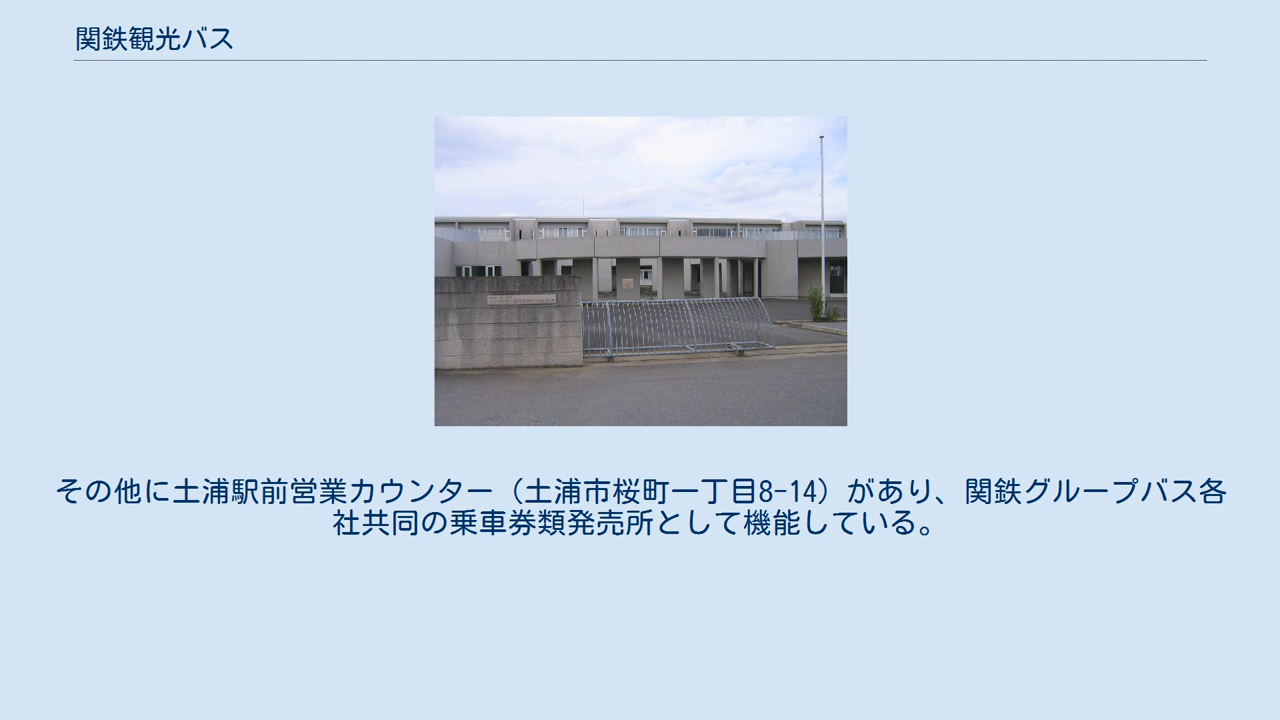 関鉄観光バス
その他に土浦駅前営業カウンター（土浦市桜町一丁目8-14）があり、関鉄グループバス各
社共同の乗車券類発売所として機能している。